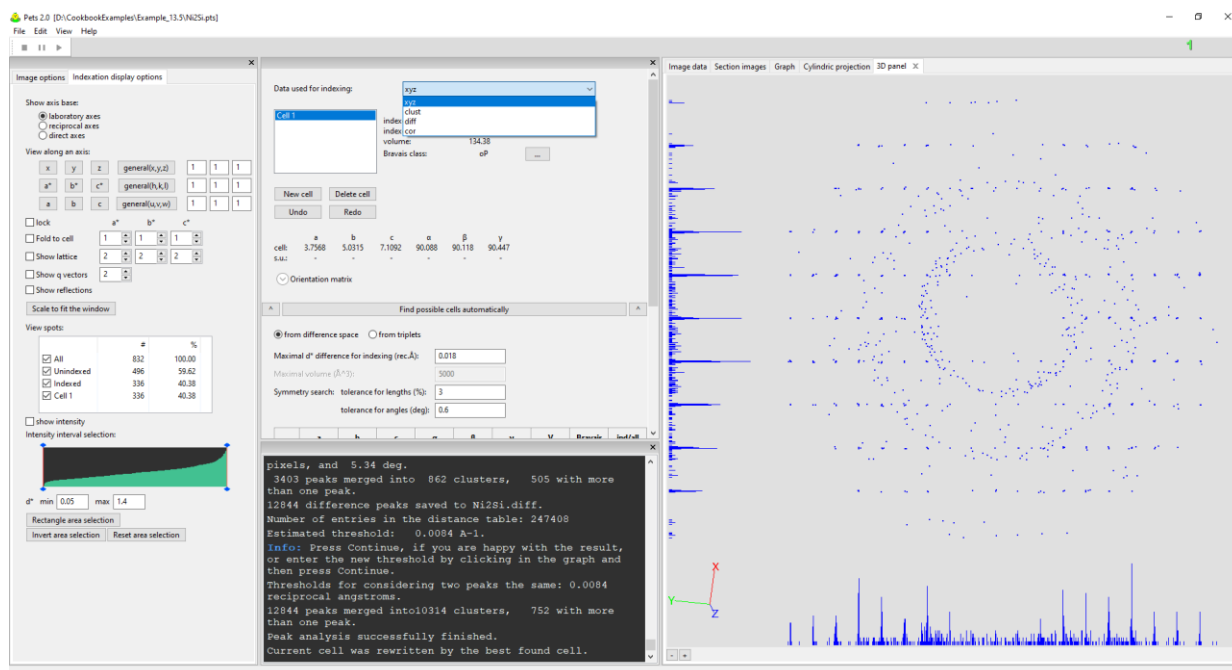 Pets 2.0 [D:\CookbookExamples\Example_13.5\Ni2Si.pts]
File Edit View Help
Image options Indexation display options
Show axis base:
laboratory axes
reciprocal axes
direct axes
View along an axis:
x y z general(x,y,z) 1 1 1
a* b* c* general(h,k,l) 1 1 1
a b c general(u,v,w) 1 1 1
lock a* b* c*
Fold to cell 1 1 1
Show lattice 2 2 2
Show q vectors 2
Show reflections
Scale to fit the window
View spots:
# %
All 832 100.00
Unindexed 496 59.62
Indexed 336 40.38
Cell 1 336 40.38
show intensity
Intensity interval selection:
d* min 0.05 max 1.4
Rectangle area selection
Invert area selection Reset area selection
Data used for indexing: xyz
xyz
clust
diff
cor
Cell 1
volume: 134.38
Bravais class: oP ...
New cell Delete cell
Undo Redo
a b c α β γ
cell: 3.7568 5.0315 7.1092 90.088 90.118 90.447
s.u.: - - - - - -
Orientation matrix
Find possible cells automatically
from difference space from triplets
Maximal d* difference for indexing (rec.Å): 0.018
Maximal volume (Å^3): 5000
Symmetry search: tolerance for lengths (%): 3
tolerance for angles (deg): 0.6
pixels, and 5.34 deg.
3403 peaks merged into 862 clusters, 505 with more
than one peak.
12844 difference peaks saved to Ni2Si.diff.
Number of entries in the distance table: 247408
Estimated threshold: 0.0084 A-1.
Info: Press Continue, if you are happy with the result,
or enter the new threshold by clicking in the graph and
then press Continue.
Thresholds for considering two peaks the same: 0.0084
reciprocal angstroms.
12844 peaks merged into10314 clusters, 752 with more
than one peak.
Peak analysis successfully finished.
Current cell was rewritten by the best found cell.
Image data Section images Graph Cylindric projection 3D panel
X
Y
Z
- +